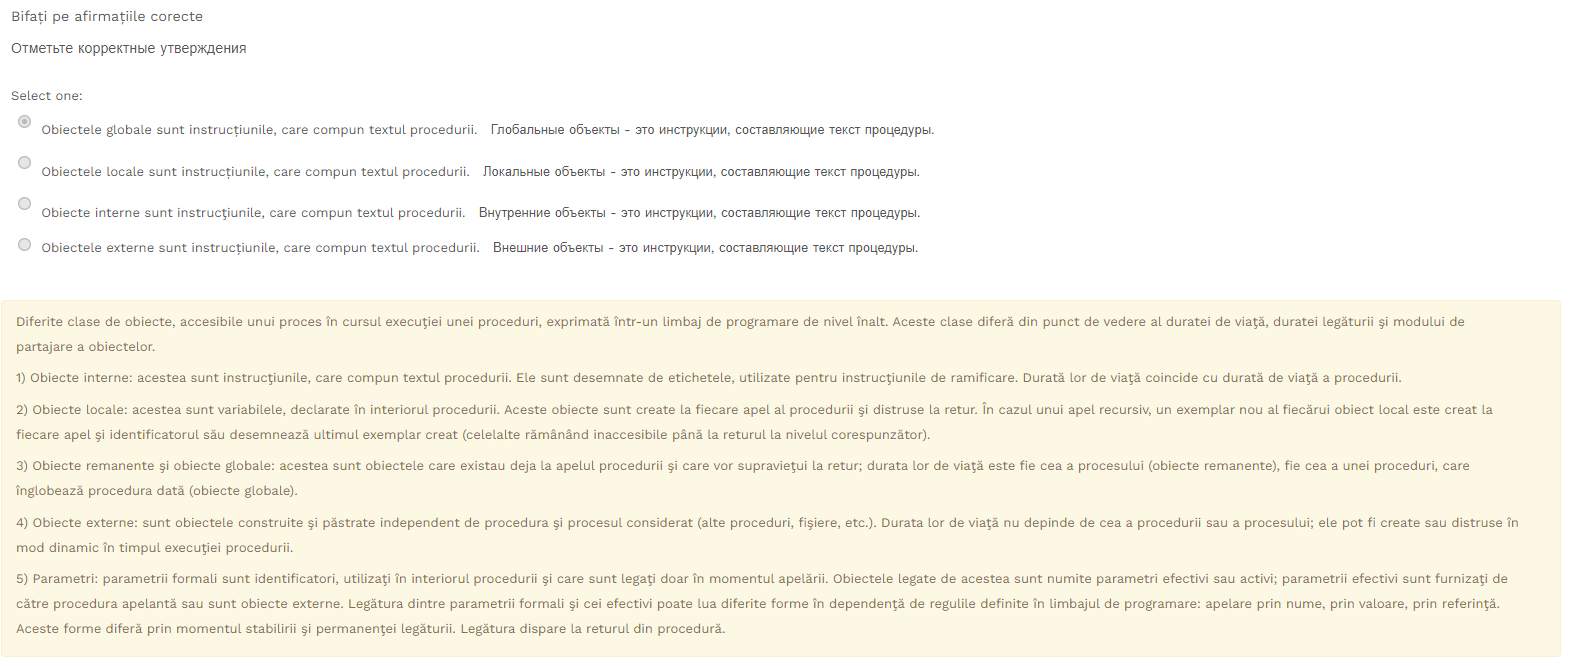 Bifați pe afirmațiile corecte
Отметьте корректные утверждения
Select one:
Obiectele globale sunt instrucțiunile, care compun textul procedurii. Глобальные объекты - это инструкции, составляющие текст процедуры.
Obiectele locale sunt instrucțiunile, care compun textul procedurii. Локальные объекты - это инструкции, составляющие текст процедуры.
Obiecte interne sunt instrucţiunile, care compun textul procedurii. Внутренние объекты - это инструкции, составляющие текст процедуры.
Obiectele externe sunt instrucțiunile, care compun textul procedurii. Внешние объекты - это инструкции, составляющие текст процедуры.
Diferite clase de obiecte, accesibile unui proces în cursul execuţiei unei proceduri, exprimată într-un limbaj de programare de nivel înalt. Aceste clase diferă din punct de vedere al duratei de viaţă, duratei legăturii şi modului de
partajare a obiectelor.
1) Obiecte interne: acestea sunt instrucţiunile, care compun textul procedurii. Ele sunt desemnate de etichetele, utilizate pentru instrucţiunile de ramificare. Durată lor de viaţă coincide cu durată de viaţă a procedurii.
2) Obiecte locale: acestea sunt variabilele, declarate în interiorul procedurii. Aceste obiecte sunt create la fiecare apel al procedurii şi distruse la retur. În cazul unui apel recursiv, un exemplar nou al fiecărui obiect local este creat la
fiecare apel şi identificatorul său desemnează ultimul exemplar creat (celelalte rămânând inaccesibile până la returul la nivelul corespunzător).
3) Obiecte remanente şi obiecte globale: acestea sunt obiectele care existau deja la apelul procedurii şi care vor supravieţui la retur; durata lor de viaţă este fie cea a procesului (obiecte remanente), fie cea a unei proceduri, care
înglobează procedura dată (obiecte globale).
4) Obiecte externe: sunt obiectele construite şi păstrate independent de procedura şi procesul considerat (alte proceduri, fişiere, etc.). Durata lor de viaţă nu depinde de cea a procedurii sau a procesului; ele pot fi create sau distruse în
mod dinamic în timpul execuţiei procedurii.
5) Parametri: parametrii formali sunt identificatori, utilizaţi în interiorul procedurii şi care sunt legaţi doar în momentul apelării. Obiectele legate de acestea sunt numite parametri efectivi sau activi; parametrii efectivi sunt furnizaţi de
către procedura apelantă sau sunt obiecte externe. Legătura dintre parametrii formali şi cei efectivi poate lua diferite forme în dependenţă de regulile definite în limbajul de programare: apelare prin nume, prin valoare, prin referinţă.
Aceste forme diferă prin momentul stabilirii şi permanenţei legăturii. Legătura dispare la returul din procedură.